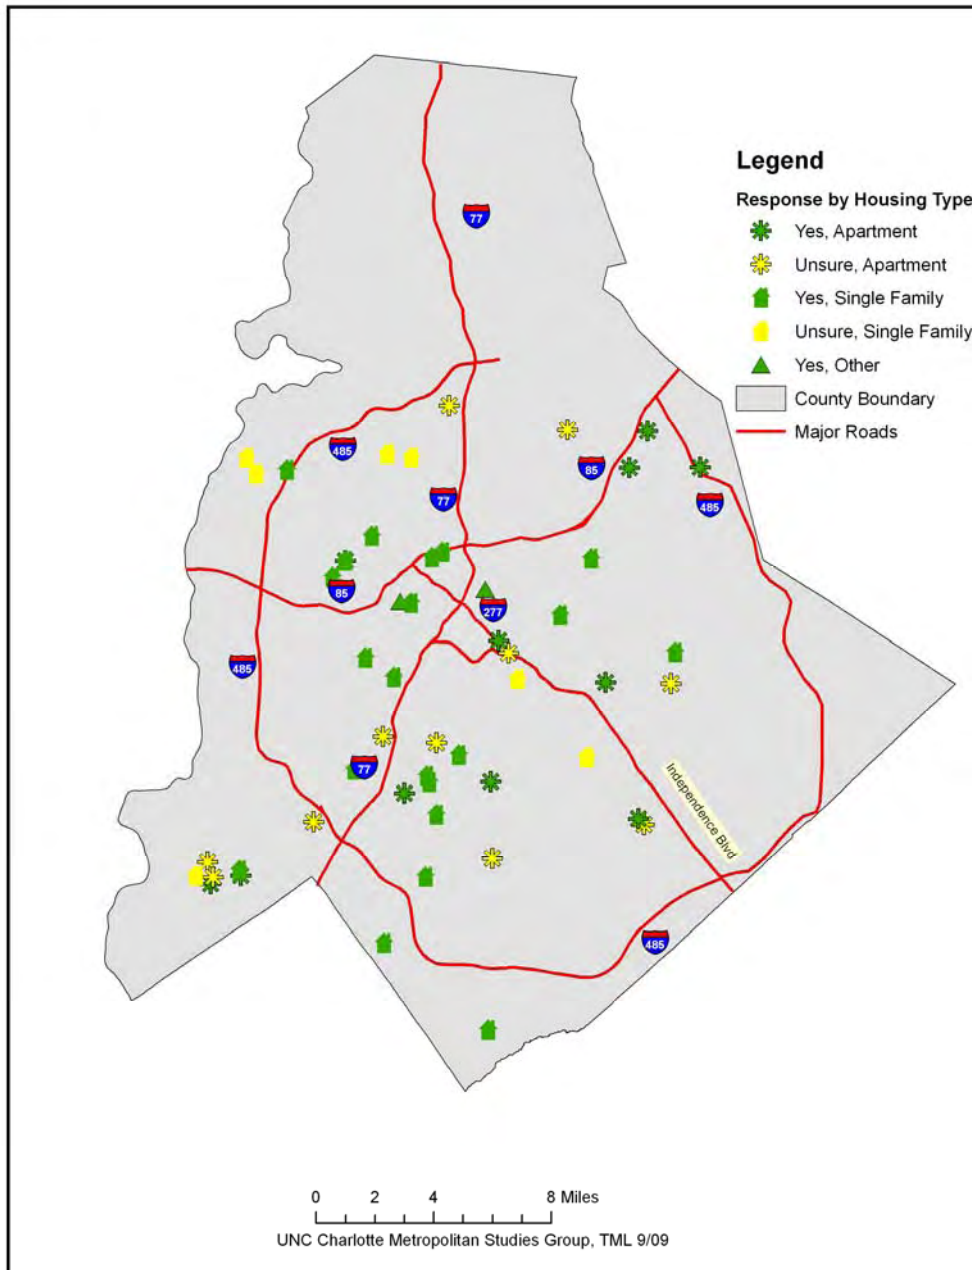 77
Legend
Response by Housing Type
Yes, Apartment
Unsure, Apartment
Yes, Single Family
Unsure, Single Family
Yes, Other
County Boundary
Major Roads
485
85
77
485
85
277
485
77
Independence Blvd
485
0 2 4 8 Miles
UNC Charlotte Metropolitan Studies Group, TML 9/09